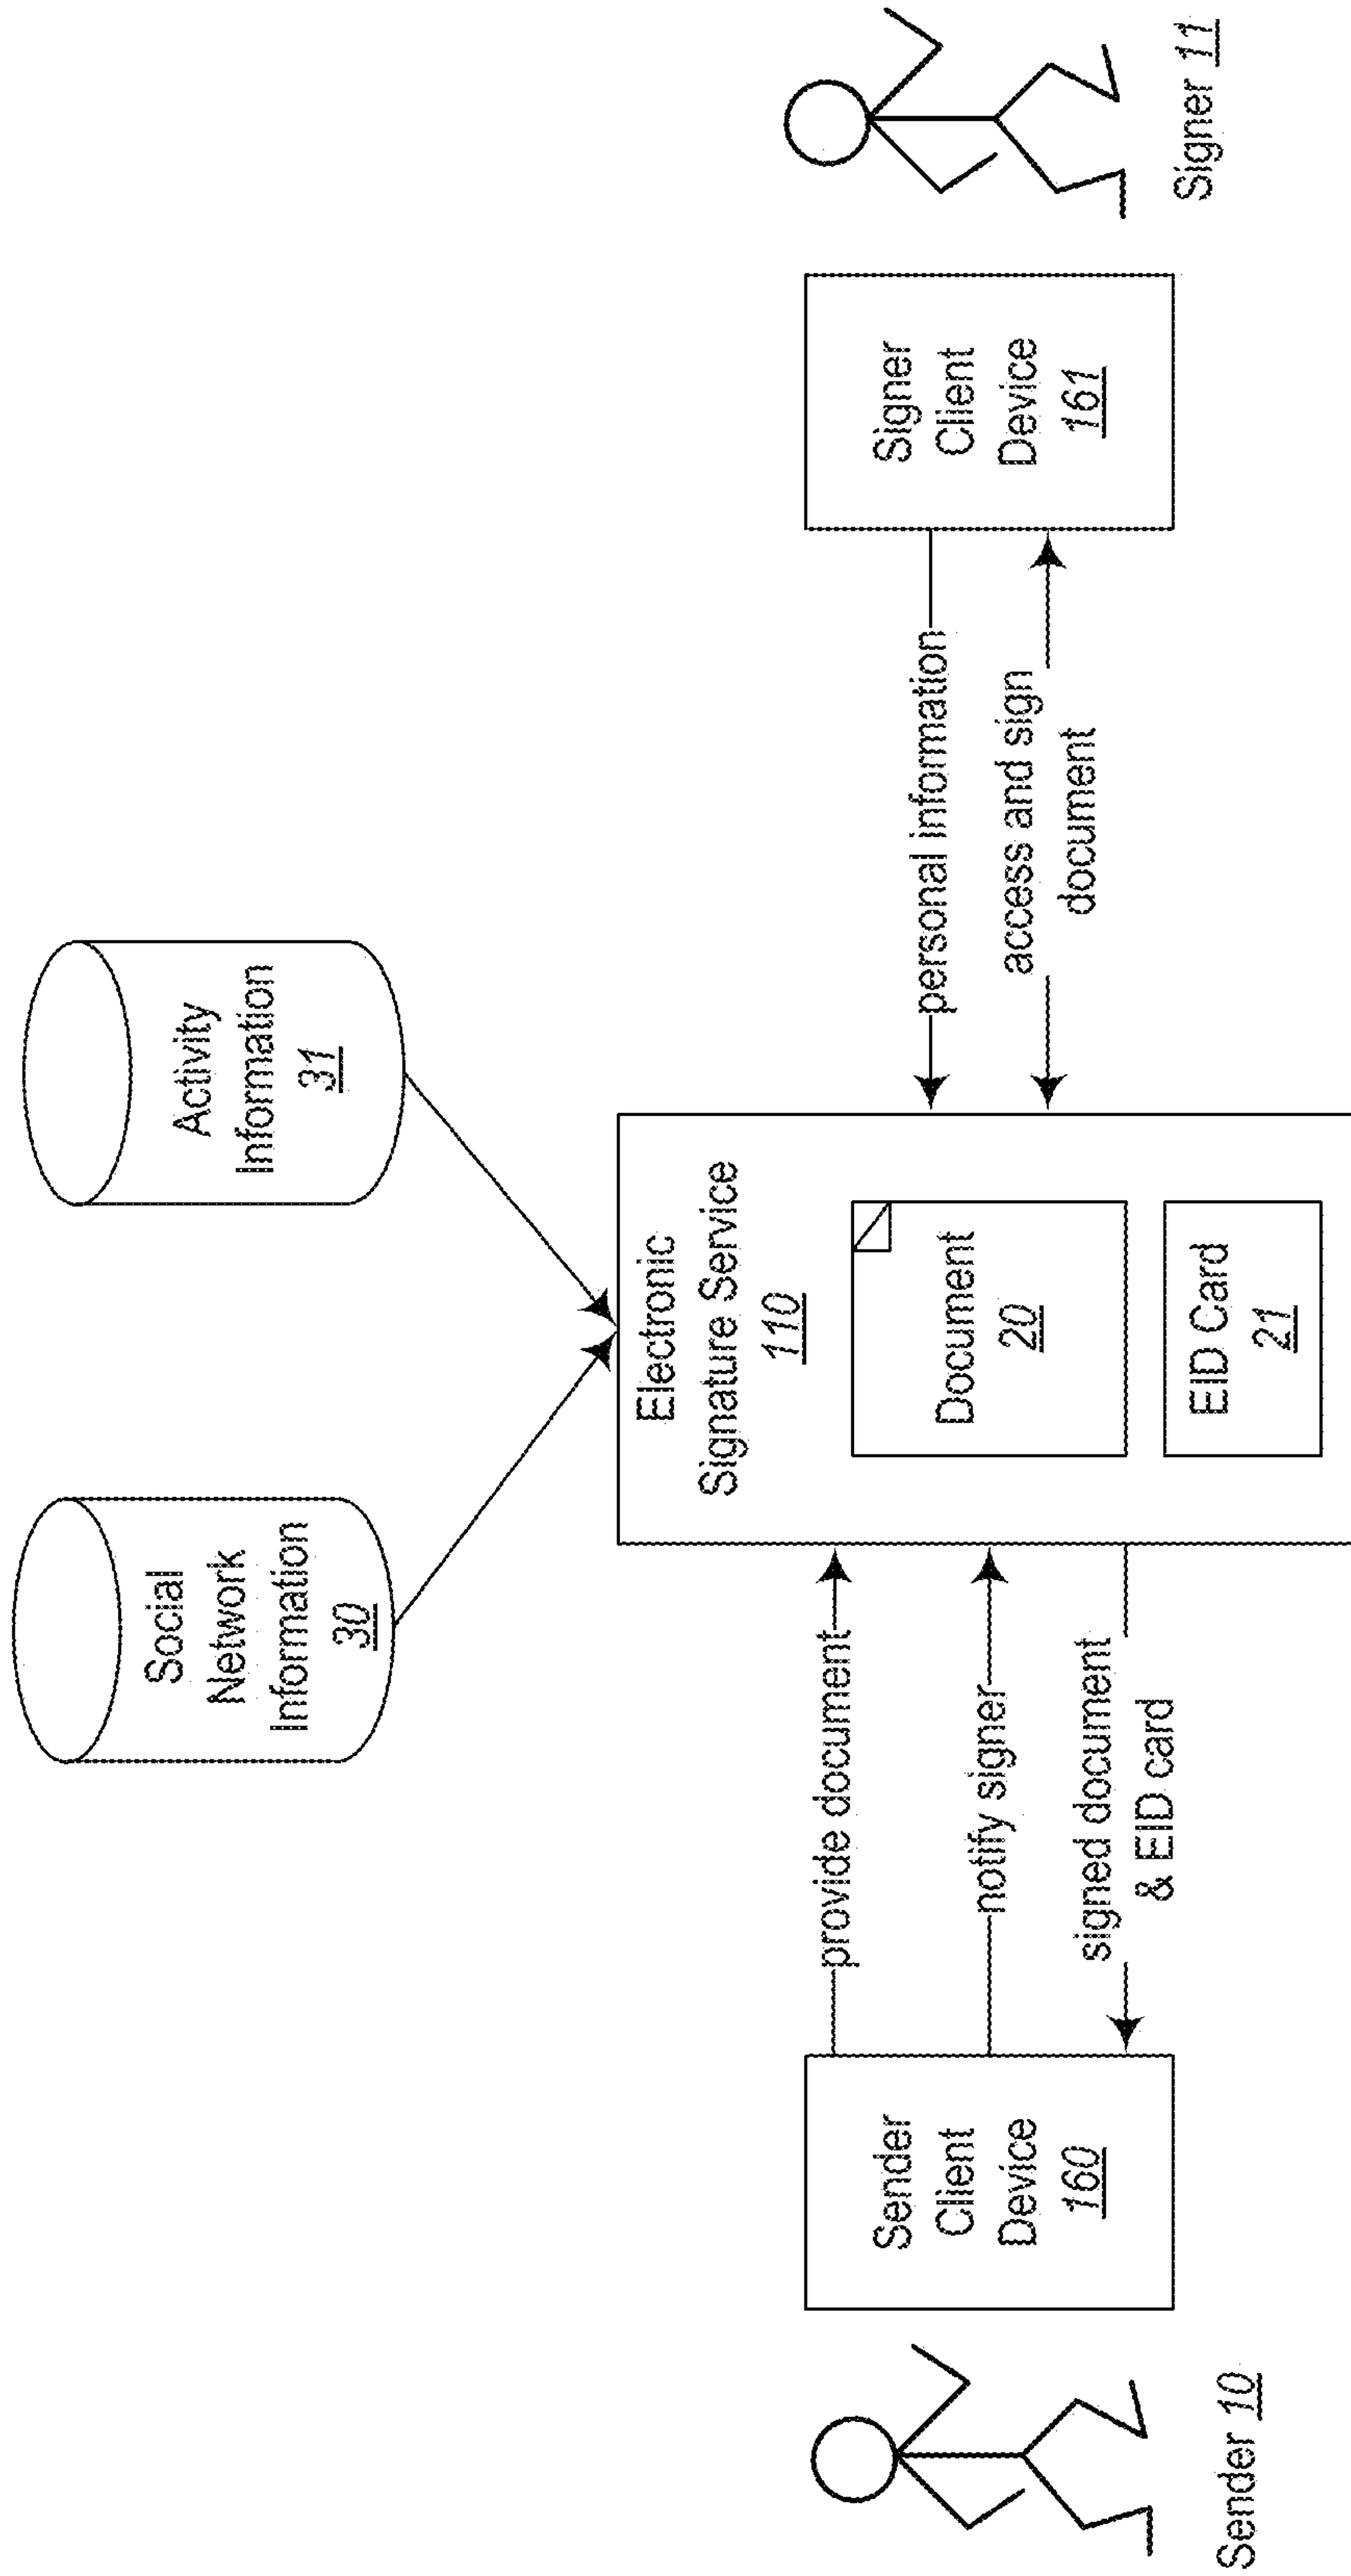 Social
Network
Information
30
Activity
Information
31
Electronic
Signature Service
110
Document
20
EID Card
21
provide document
notify signer
signed document
& EID card
personal information
access and sign
document
Sender
Client
Device
160
Signer
Client
Device
161
Sender 10
Signer 11